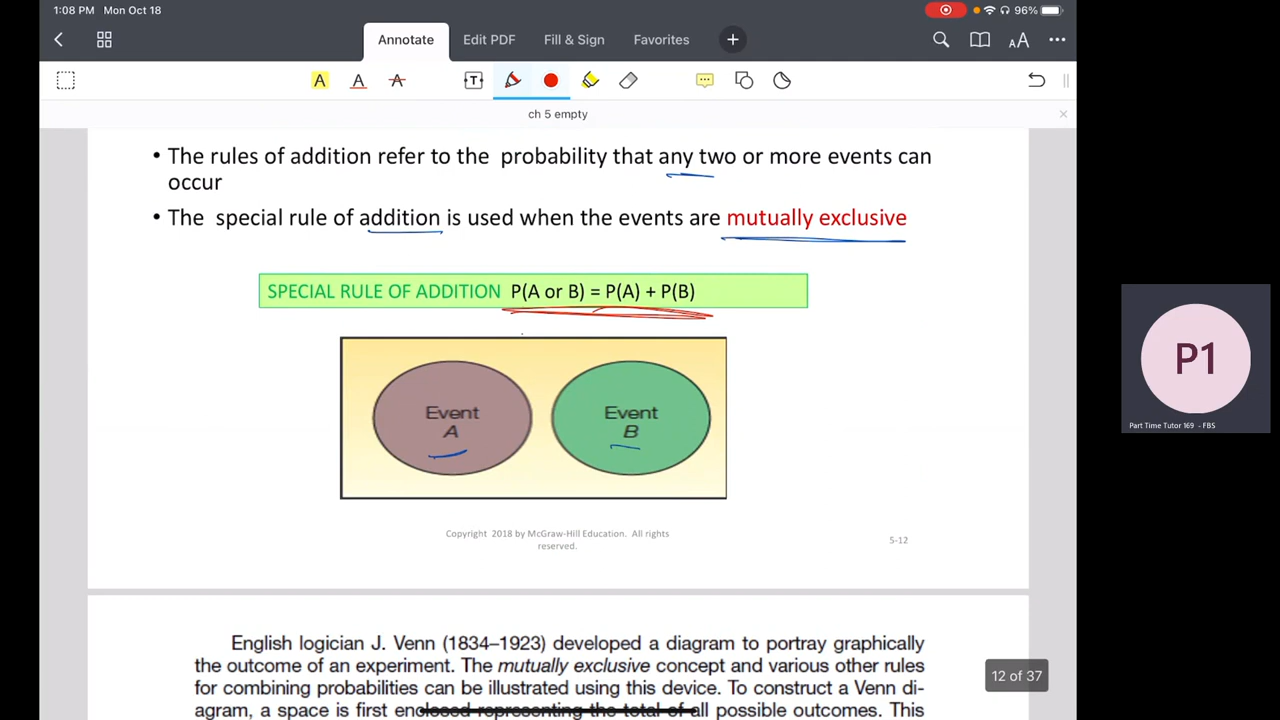 1:08 PM Mon Oct 18
96%
Annotate
Edit PDF
Fill & Sign
Favorites
A A A T AA
ch 5 empty
• The rules of addition refer to the probability that any two or more events can
occur
• The special rule of addition is used when the events are mutually exclusive
SPECIAL RULE OF ADDITION P(A or B) = P(A) + P(B)
Event
A
Event
B
Copyright 2018 by McGraw-Hill Education. All rights
reserved.
5-12
English logician J. Venn (1834–1923) developed a diagram to portray graphically
the outcome of an experiment. The mutually exclusive concept and various other rules
for combining probabilities can be illustrated using this device. To construct a Venn di-
agram, a space is first enclosed representing the total of all possible outcomes. This
12 of 37
P1
Part Time Tutor 169 - FBS